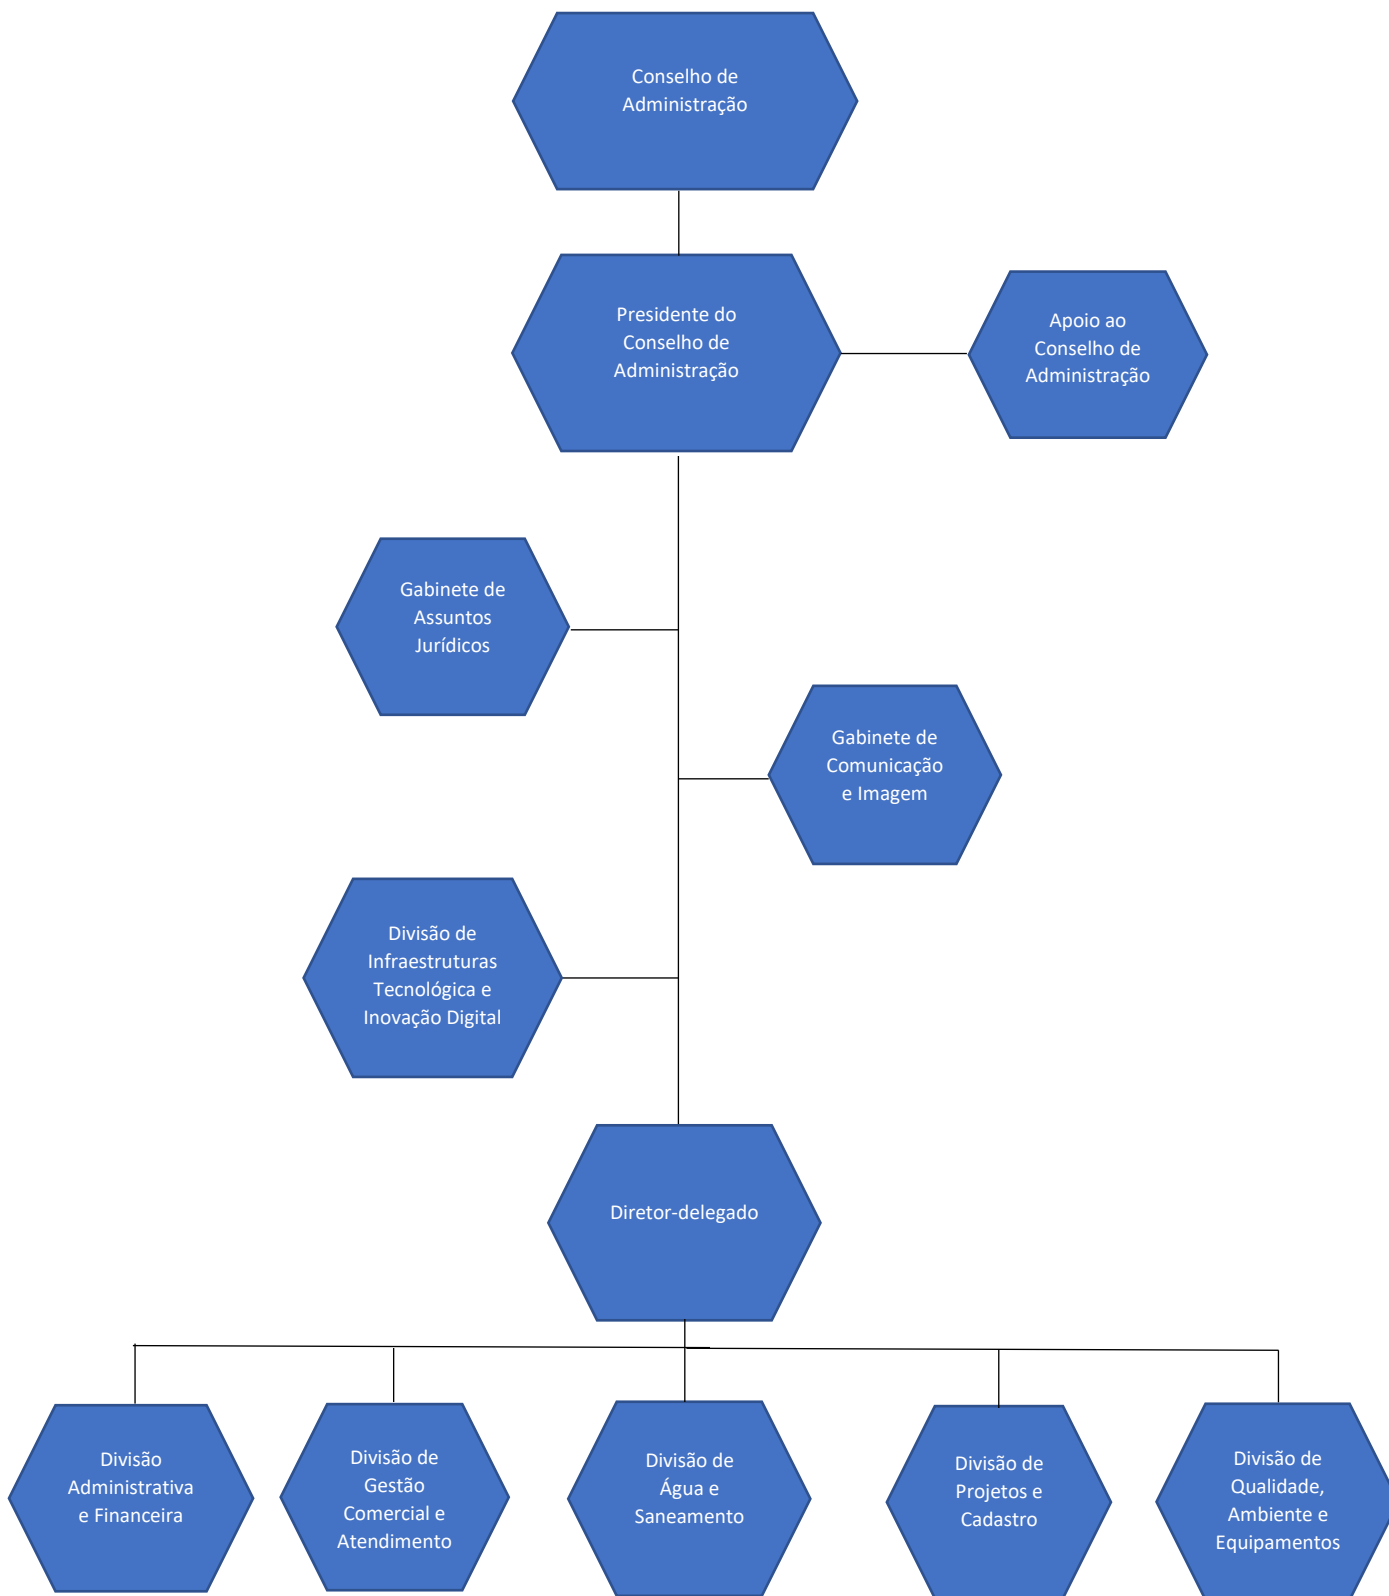 Conselho de
Administração
Presidente do
Conselho de
Administração
Apoio ao
Conselho de
Administração
Gabinete de
Assuntos
Jurídicos
Gabinete de
Comunicação
e Imagem
Divisão de
Infraestruturas
Tecnológica e
Inovação Digital
Diretor-delegado
Divisão
Administrativa
e Financeira
Divisão de
Gestão
Comercial e
Atendimento
Divisão de
Água e
Saneamento
Divisão de
Projetos e
Cadastro
Divisão de
Qualidade,
Ambiente e
Equipamentos